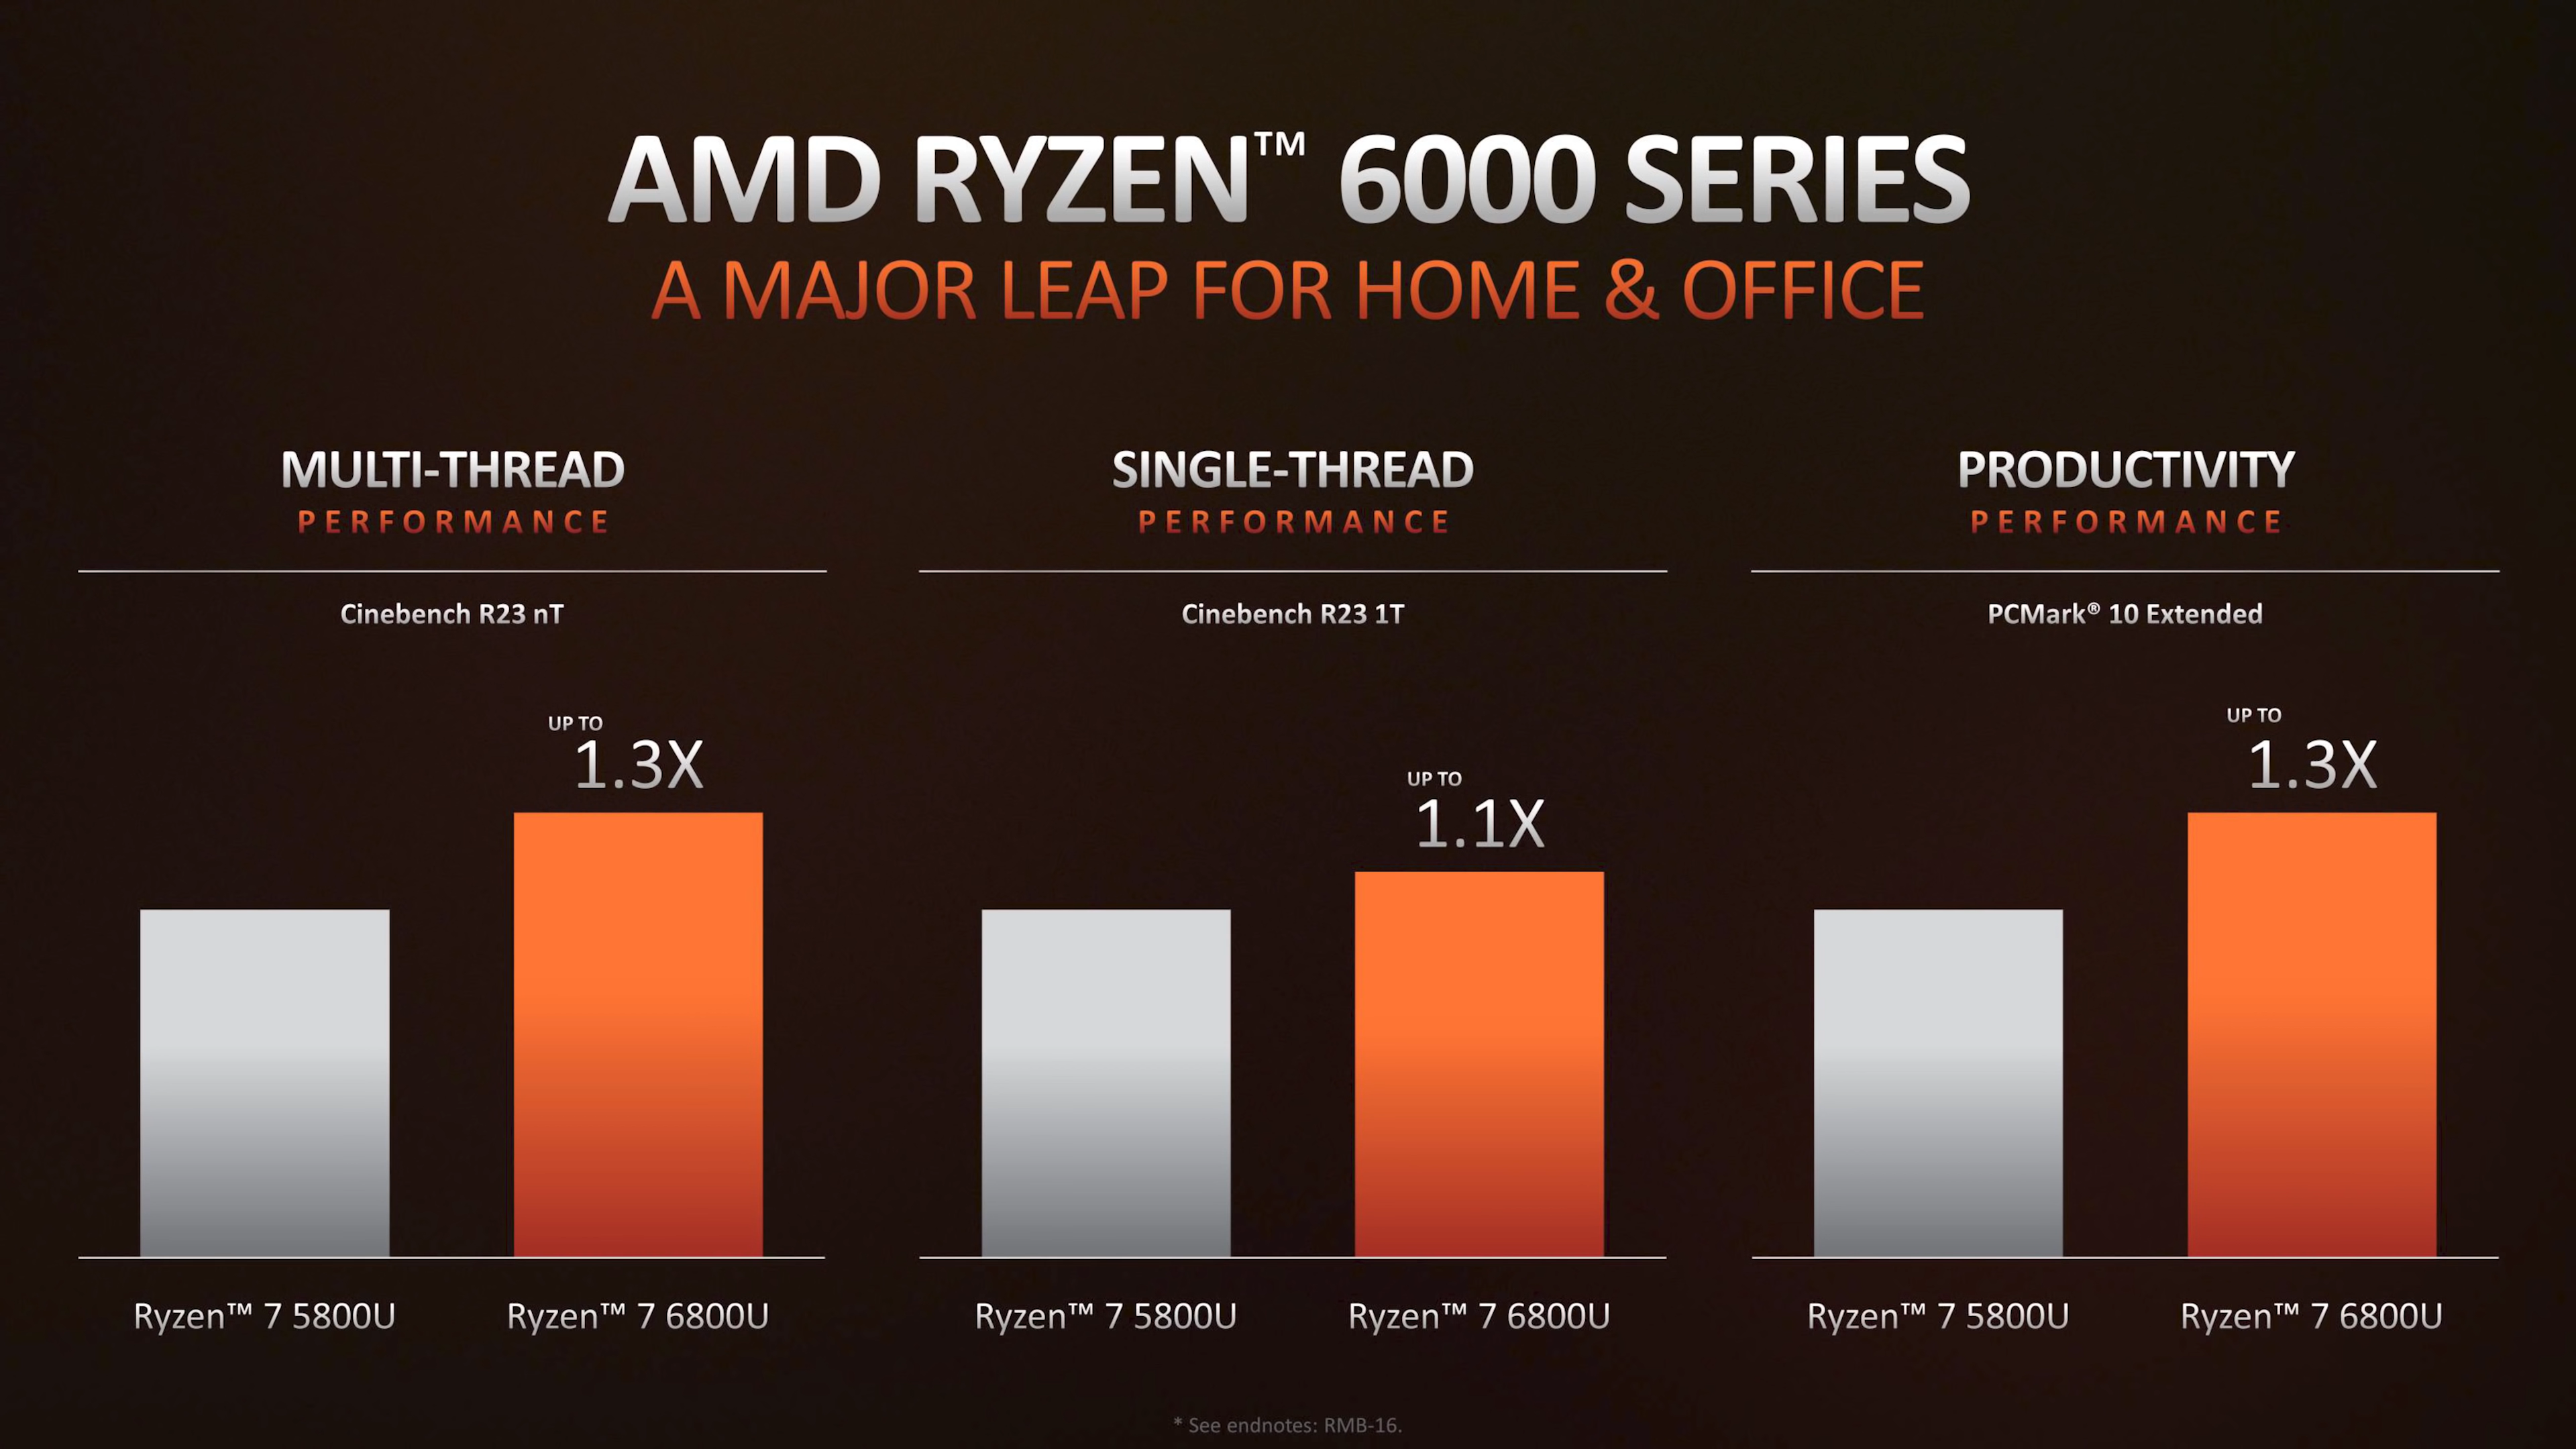 AMD RYZEN™ 6000 SERIES
A MAJOR LEAP FOR HOME & OFFICE
MULTI-THREAD
PERFORMANCE
Cinebench R23 nT
UP TO
1.3X
Ryzen™ 7 5800U
Ryzen™ 7 6800U
SINGLE-THREAD
PERFORMANCE
Cinebench R23 1T
UP TO
1.1X
Ryzen™ 7 5800U
Ryzen™ 7 6800U
PRODUCTIVITY
PERFORMANCE
PCMark® 10 Extended
UP TO
1.3X
Ryzen™ 7 5800U
Ryzen™ 7 6800U
* See endnotes: RMB-16.